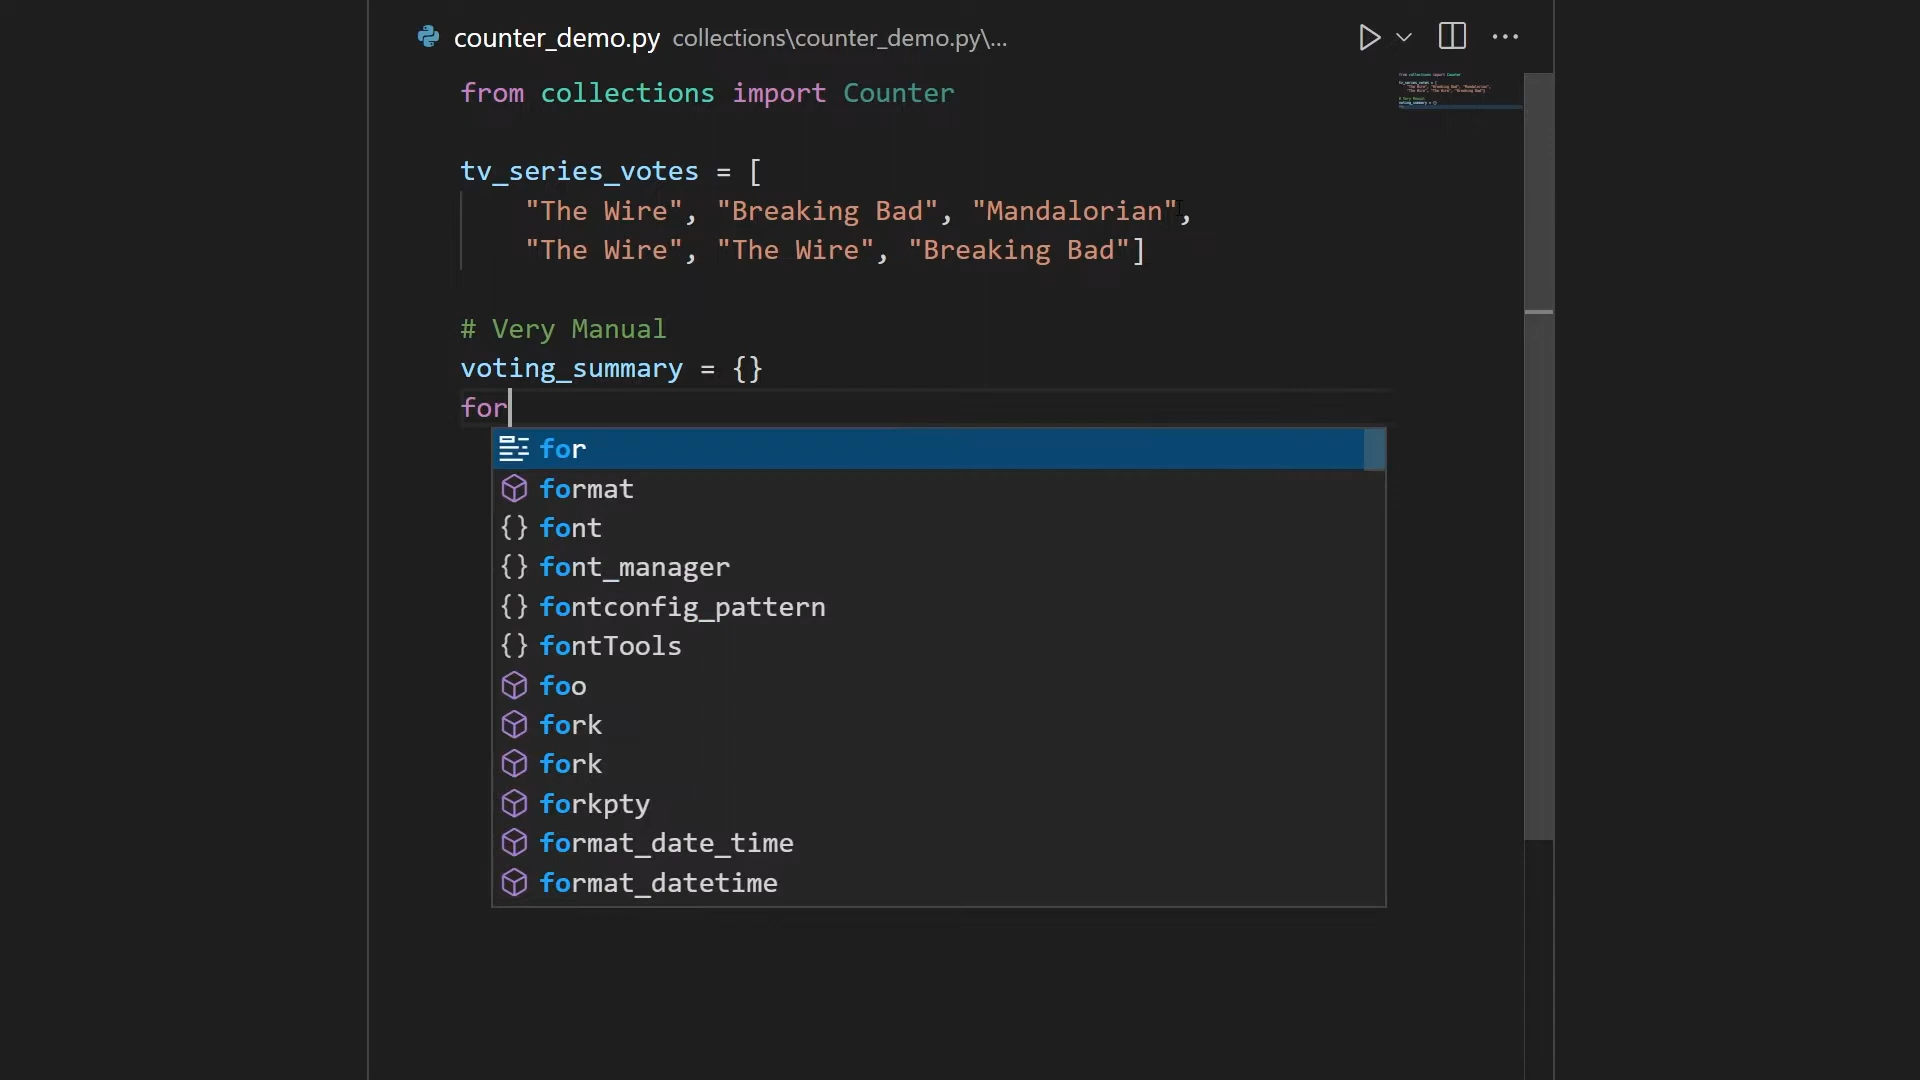 counter_demo.py collections\counter_demo.py\...
from collections import Counter
tv_series_votes = [
"The Wire", "Breaking Bad", "Mandalorian",
"The Wire", "The Wire", "Breaking Bad"]
# Very Manual
voting_summary = {}
for
for
format
{} font
{} font_manager
{} fontconfig_pattern
{} fontTools
foo
fork
fork
forkpty
format_date_time
format_datetime